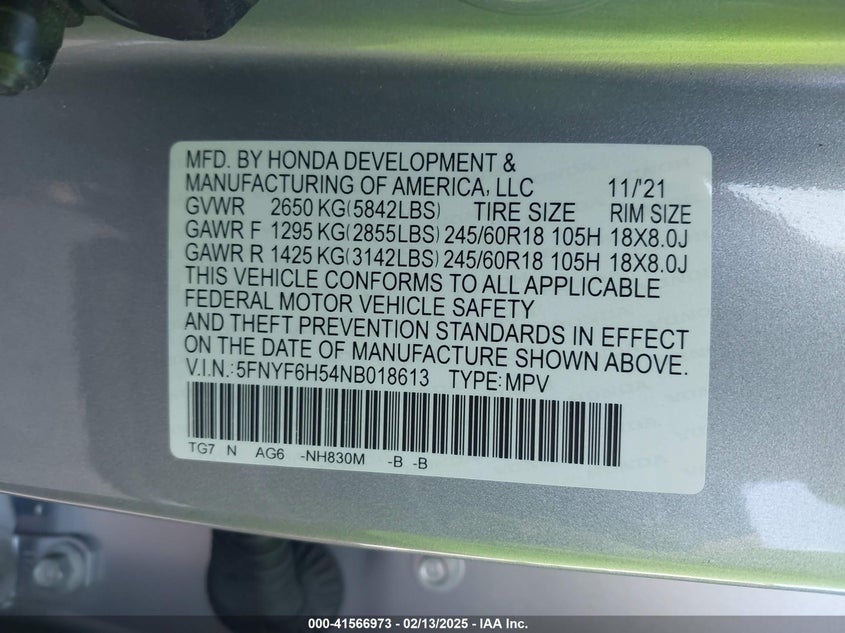 MFD. BY HONDA DEVELOPMENT &
MANUFACTURING OF AMERICA, LLC 11/'21
GVWR 2650 KG(5842LBS) TIRE SIZE RIM SIZE
GAWR F 1295 KG(2855LBS) 245/60R18 105H 18X8.0J
GAWR R 1425 KG(3142LBS) 245/60R18 105H 18X8.0J
THIS VEHICLE CONFORMS TO ALL APPLICABLE
FEDERAL MOTOR VEHICLE SAFETY
AND THEFT PREVENTION STANDARDS IN EFFECT
ON THE DATE OF MANUFACTURE SHOWN ABOVE.
V.I.N.:5FNYF6H54NB018613 TYPE:MPV
TG7 N AG6 -NH830M -B -B
000-41566973 — 02/13/2025 - IAA Inc.